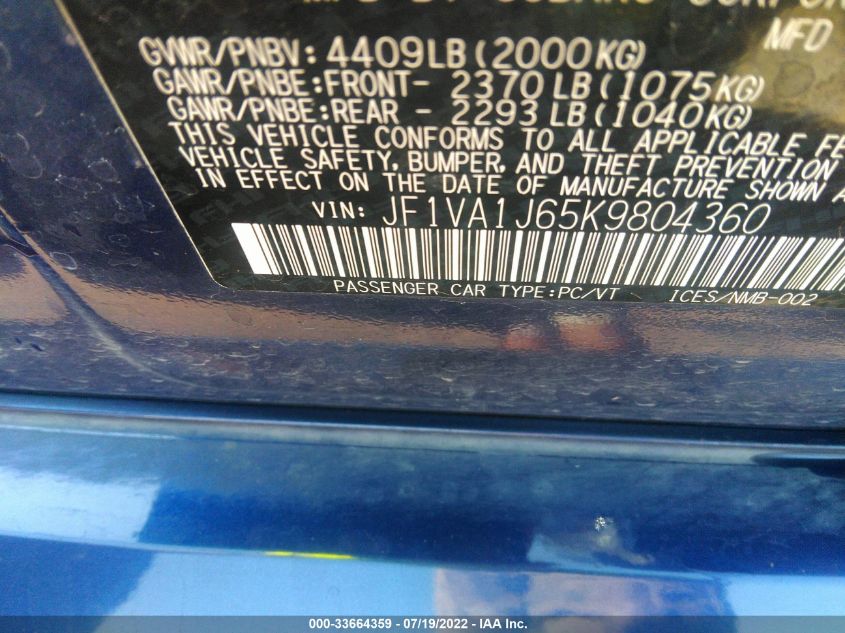 MFD
GVWR/PNBV: 4409LB(2000KG)
GAWR/PNBE:FRONT- 2370LB(1075KG)
GAWR/PNBE:REAR - 2293LB(1040KG)
THIS VEHICLE CONFORMS TO ALL APPLICABLE FE
VEHICLE SAFETY, BUMPER, AND THEFT PREVENTION
IN EFFECT ON THE DATE OF MANUFACTURE SHOWN A
VIN: JF1VA1J65K9804360
PASSENGER CAR TYPE:PC/VT ICES/NMB-002
000-33664359 - 07/19/2022 - IAA Inc.